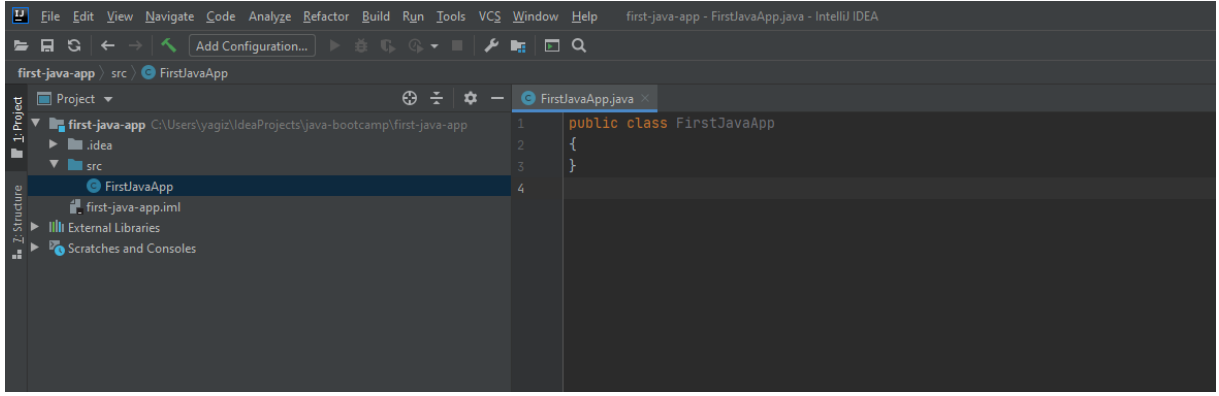 IJ File Edit View Navigate Code Analyze Refactor Build Run Tools VCS Window Help first-java-app - FirstJavaApp.java - IntelliJ IDEA
Add Configuration...
first-java-app src C FirstJavaApp
1: Project
Project
C FirstJavaApp.java
first-java-app C:\Users\yagiz\IdeaProjects\java-bootcamp\first-java-app
1 public class FirstJavaApp
.idea
2 {
src
3 }
C FirstJavaApp
4
7: Structure
first-java-app.iml
External Libraries
Scratches and Consoles